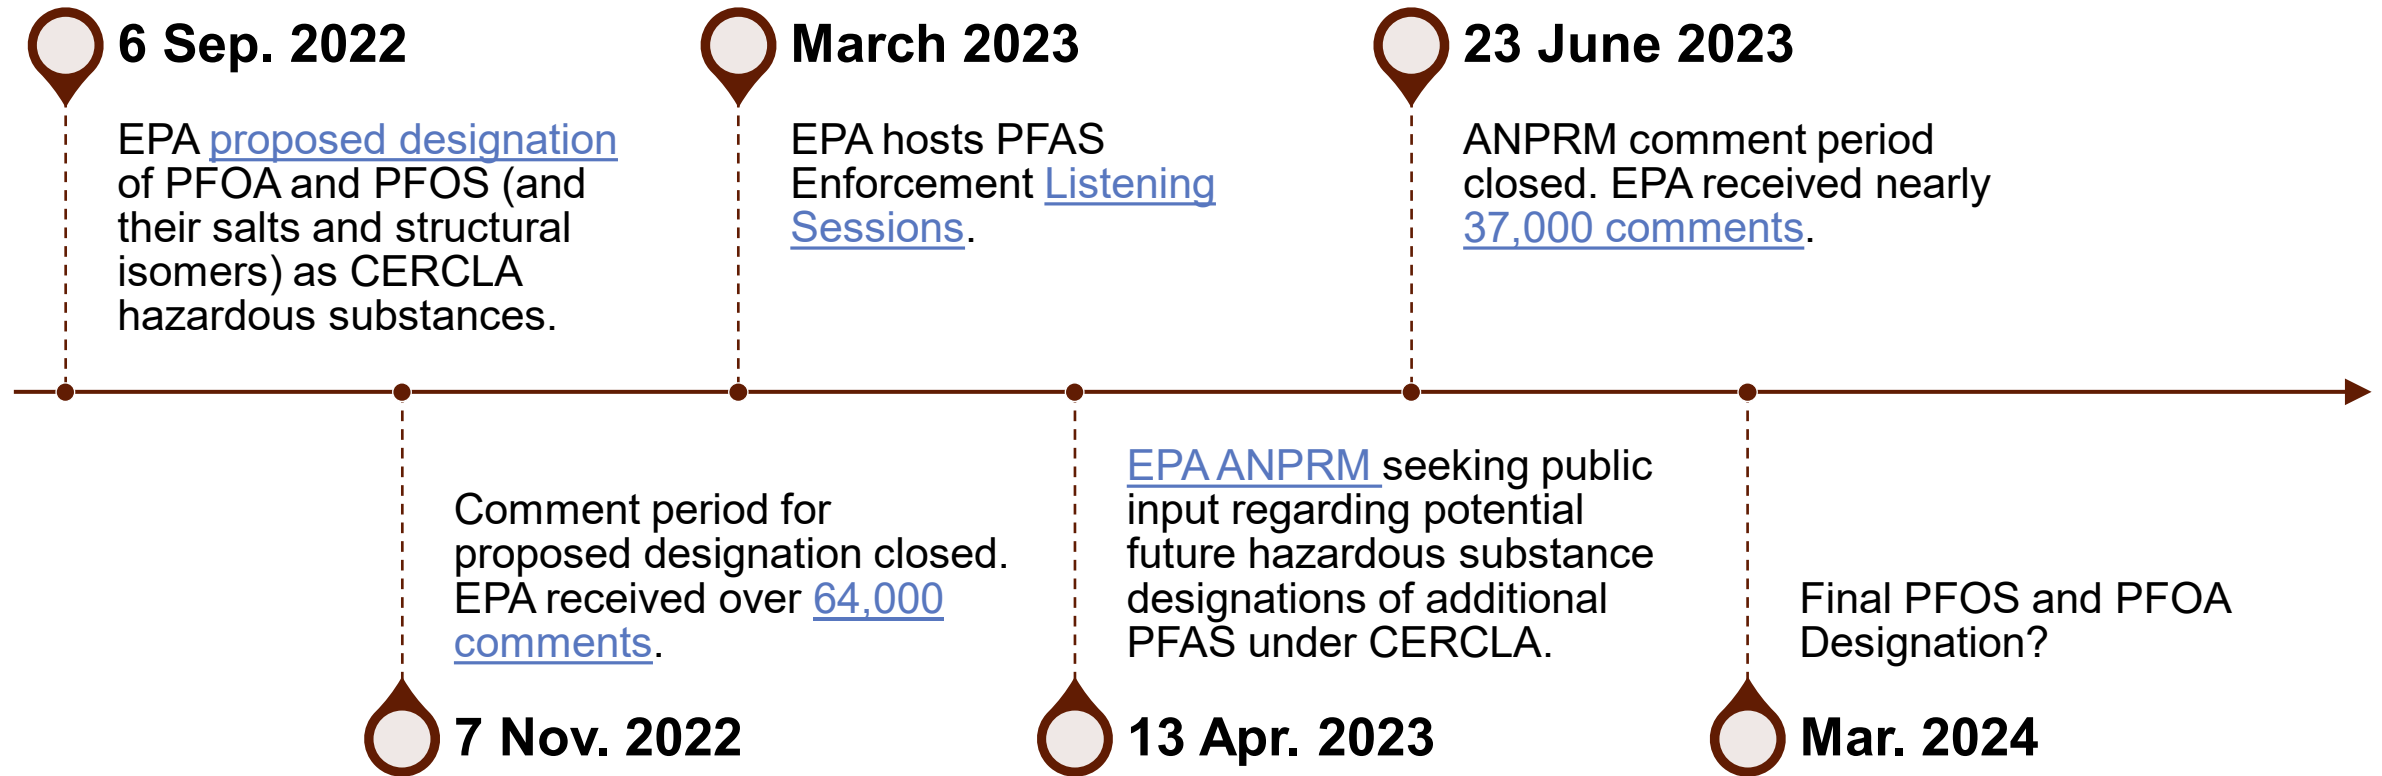 6 Sep. 2022
EPA proposed designation
of PFOA and PFOS (and
their salts and structural
isomers) as CERCLA
hazardous substances.
Comment period for
proposed designation closed.
EPA received over 64,000
comments.
7 Nov. 2022
March 2023
EPA hosts PFAS
Enforcement Listening
Sessions.
EPA ANPRM seeking public
input regarding potential
future hazardous substance
designations of additional
PFAS under CERCLA.
13 Apr. 2023
23 June 2023
ANPRM comment period
closed. EPA received nearly
37,000 comments.
Final PFOS and PFOA
Designation?
Mar. 2024